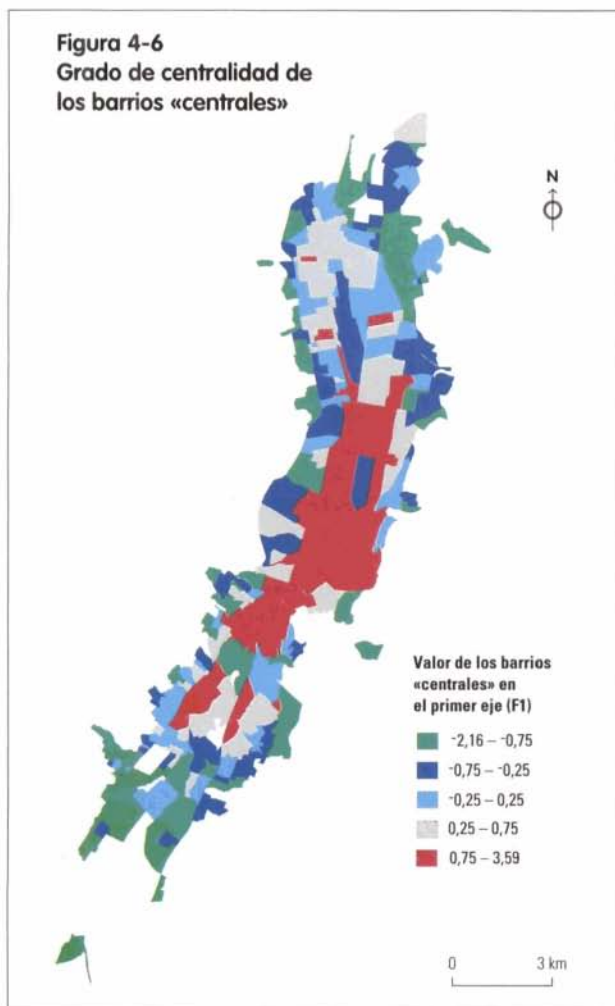 Figura 4-6
Grado de centralidad de
los barrios «centrales»
N
Valor de los barrios
«centrales» en
el primer eje (F1)
-2,16 – -0,75
-0,75 – -0,25
-0,25 – 0,25
0,25 – 0,75
0,75 – 3,59
0 3 km